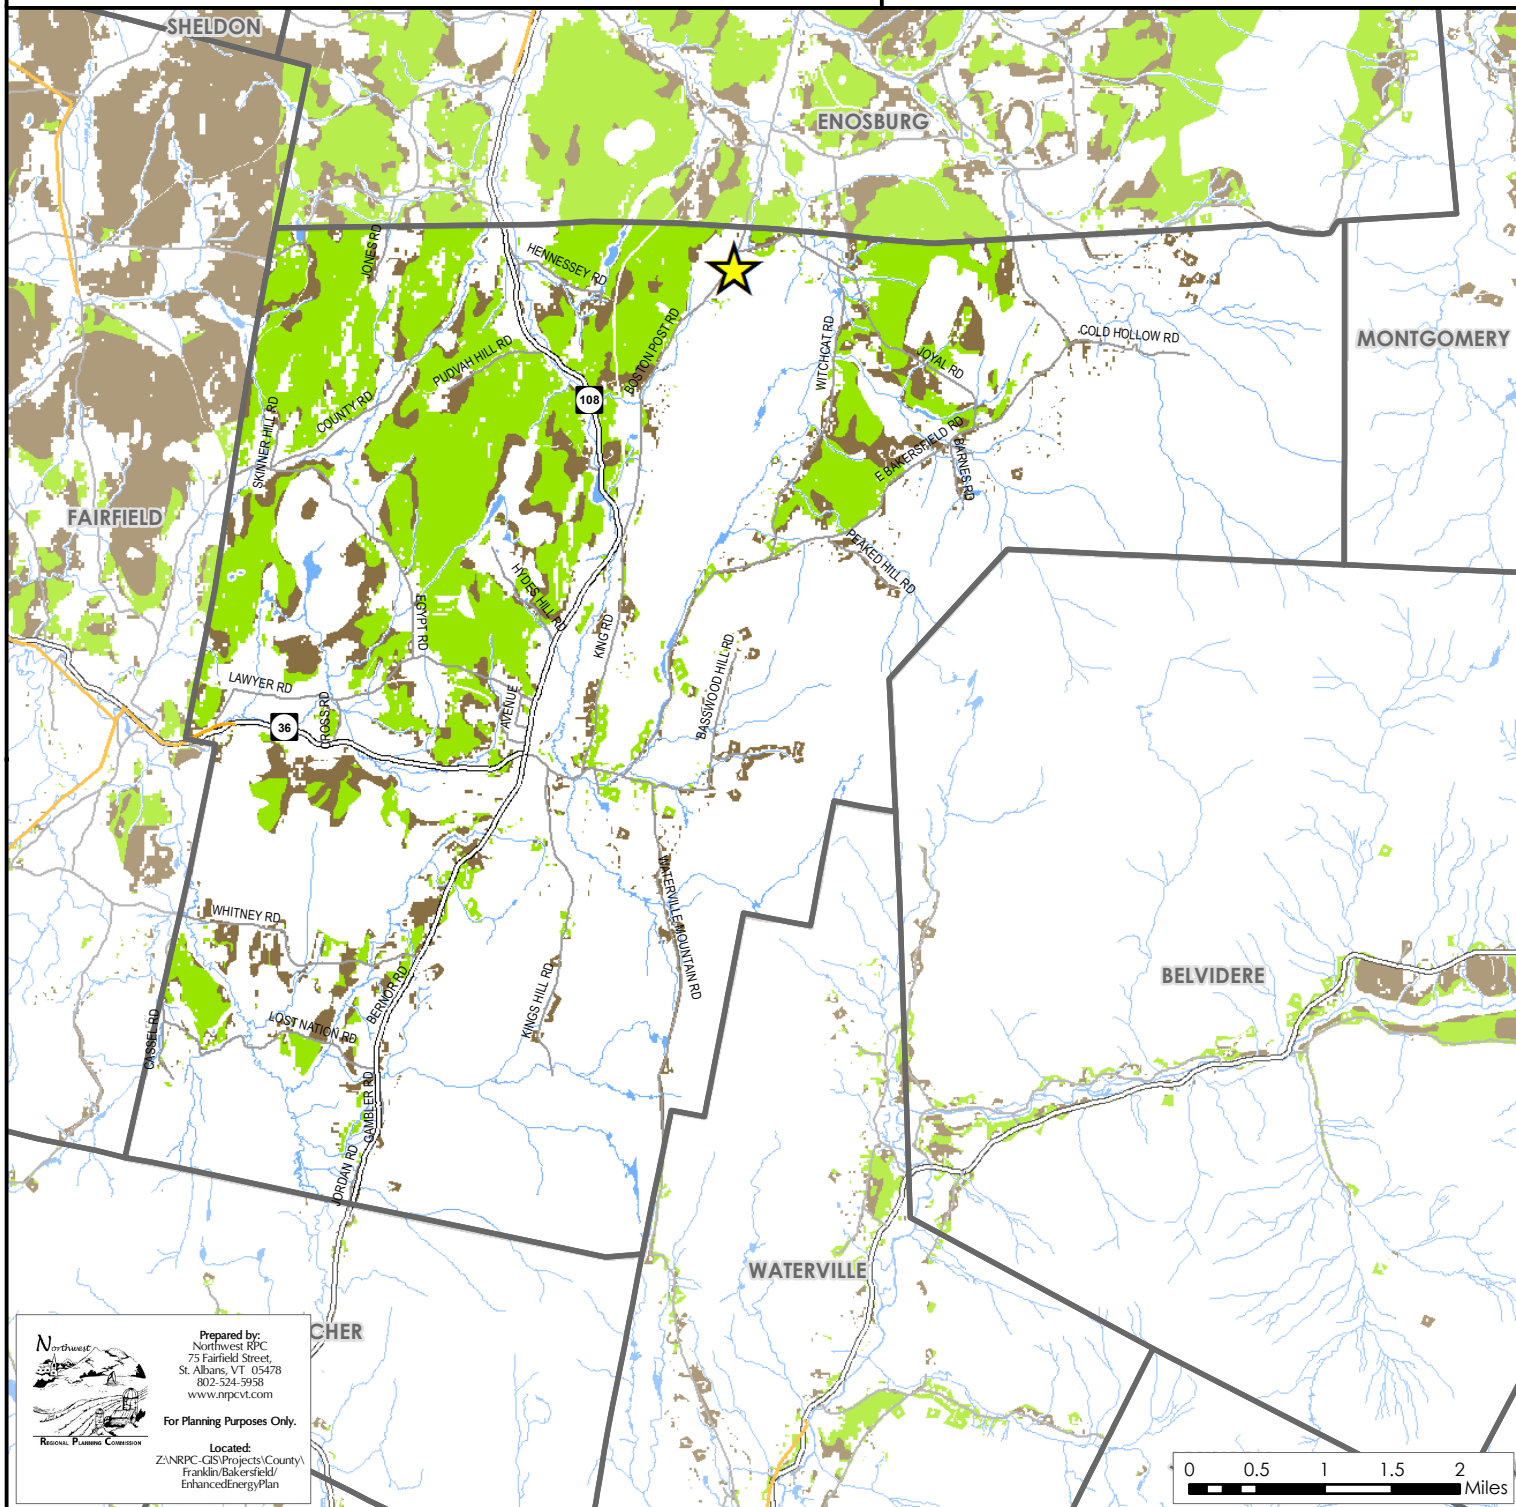 SHELDON
ENOSBURG
JONES RD
HENNESSEY RD
BOSTON POST RD
WITCHCAT RD
COLD HOLLOW RD
MONTGOMERY
JOYAL RD
PUDVAH HILL RD
108
COUNTY RD
SKINNER HILL RD
E BAKERSFIELD RD
BARNES RD
FAIRFIELD
PEAKED HILL RD
HYDES HILL RD
EGYPT RD
KING RD
BASSWOOD HILL RD
LAWYER RD
CROSS RD
AVENUE
36
WATERVILLE MOUNTAIN RD
WHITNEY RD
BERNOR RD
KINGS HILL RD
BELVIDERE
LOST NATION RD
CASSEL RD
GAMBLER RD
JORDAN RD
WATERVILLE
CHER
Northwest
REGIONAL PLANNING COMMISSION
Prepared by:
Northwest RPC
75 Fairfield Street,
St. Albans, VT 05478
802-524-5958
www.nrpcvt.com
For Planning Purposes Only.
Located:
Z:\NRPC-GIS\Projects\County\
Franklin/Bakersfield/
EnhancedEnergyPlan
0 0.5 1 1.5 2
Miles